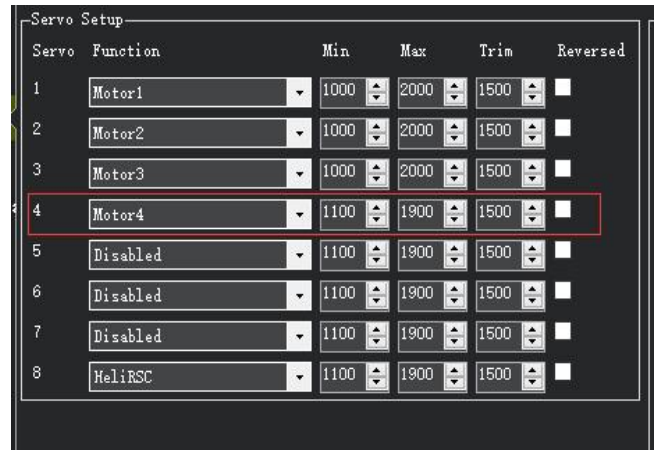 Servo Setup
Servo Function Min Max Trim Reversed
1 Motor1 1000 2000 1500
2 Motor2 1000 2000 1500
3 Motor3 1000 2000 1500
4 Motor4 1100 1900 1500
5 Disabled 1100 1900 1500
6 Disabled 1100 1900 1500
7 Disabled 1100 1900 1500
8 HeliRSC 1100 1900 1500